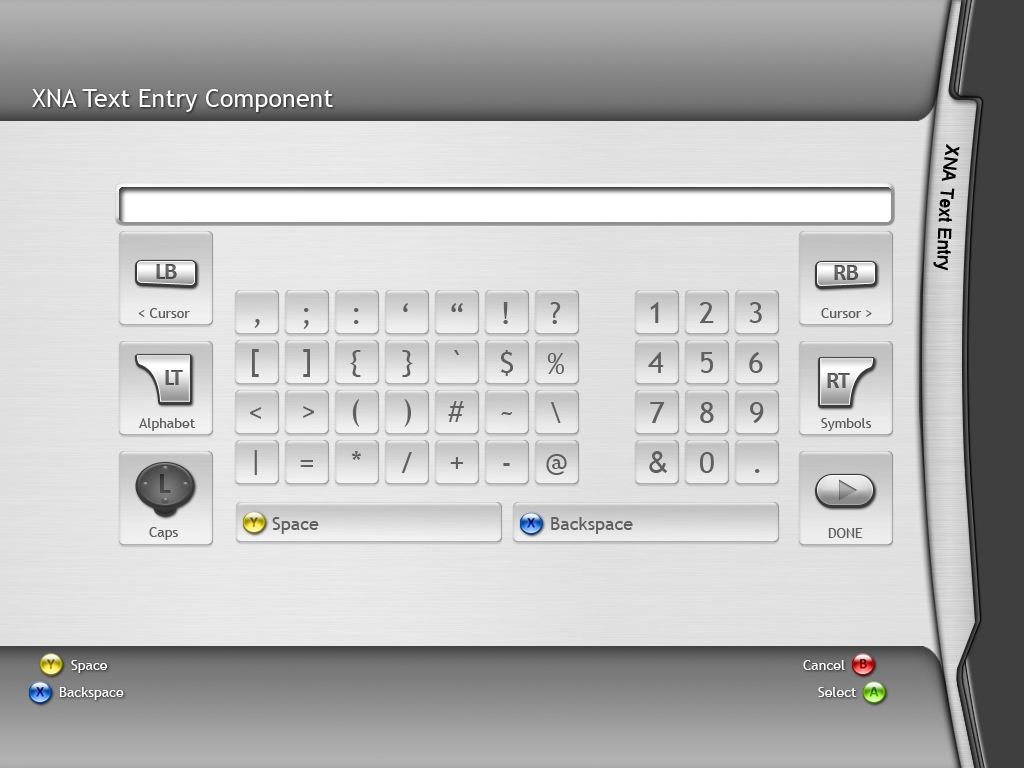 XNA Text Entry Component
XNA Text Entry
LB
< Cursor
RB
Cursor >
, ; : ‘ “ ! ? 1 2 3
[ ] { } ` $ % 4 5 6
LT
Alphabet
RT
Symbols
< > ( ) # ~ \ 7 8 9
| = * / + - @ & 0 .
L
Caps
Y Space
X Backspace
DONE
Y Space
X Backspace
Cancel B
Select A